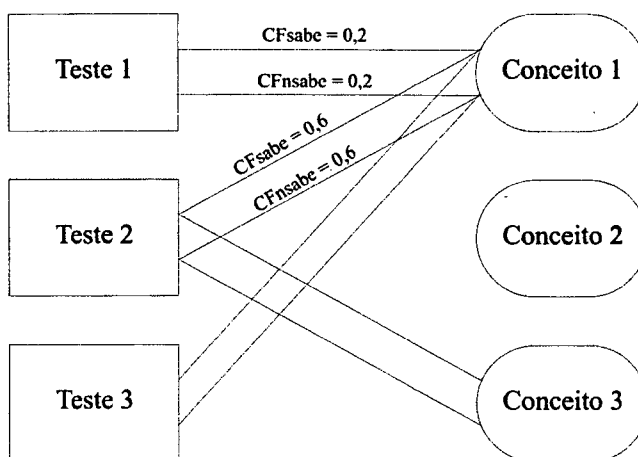 CFsabe = 0,2
Teste 1
Conceito 1
CFnsabe = 0,2
CFsabe = 0,6
CFnsabe = 0,6
Teste 2
Conceito 2
Teste 3
Conceito 3